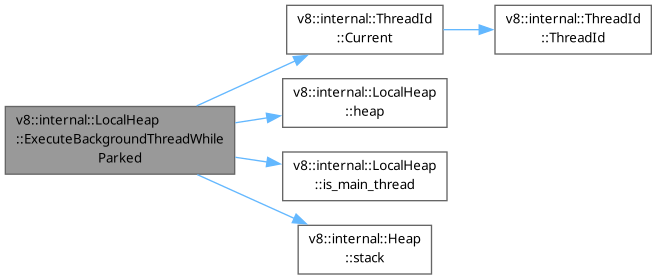 v8::internal::ThreadId
::Current
v8::internal::ThreadId
::ThreadId
v8::internal::LocalHeap
::heap
v8::internal::LocalHeap
::ExecuteBackgroundThreadWhile
Parked
v8::internal::LocalHeap
::is_main_thread
v8::internal::Heap
::stack